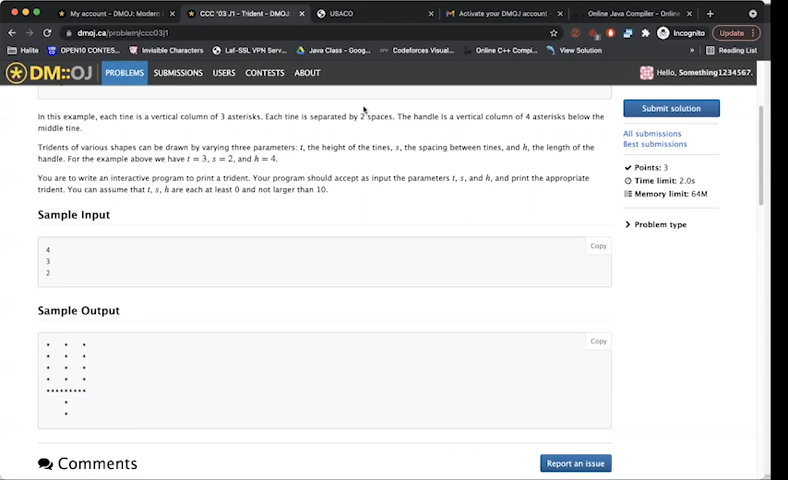 My account - DMOJ: Modern
CCC '03 J1 - Trident - DMOJ:
USACO
Activate your DMOJ account -
Online Java Compiler - Online
dmoj.ca/problem/ccc03j1
Incognito
Update
Halite
OPEN10 CONTES...
Invisible Characters
Laf-SSL VPN Serv...
Java Class - Goog...
Codeforces Visual...
Online C++ Compi...
View Solution
»
Reading List
DM::OJ
PROBLEMS
SUBMISSIONS
USERS
CONTESTS
ABOUT
Hello, Something1234567.
In this example, each tine is a vertical column of 3 asterisks. Each tine is separated by 2 spaces. The handle is a vertical column of 4 asterisks below the
middle tine.
Tridents of various shapes can be drawn by varying three parameters: t, the height of the tines, s, the spacing between tines, and h, the length of the
handle. For the example above we have t = 3, s = 2, and h = 4.
You are to write an interactive program to print a trident. Your program should accept as input the parameters t, s, and h, and print the appropriate
trident. You can assume that t, s, h are each at least 0 and not larger than 10.
Sample Input
Copy
4
3
2
Sample Output
Copy
*   *   *
*   *   *
*   *   *
*   *   *
*********
    *
    *
Comments
Report an issue
Submit solution
All submissions
Best submissions
Points: 3
Time limit: 2.0s
Memory limit: 64M
Problem type